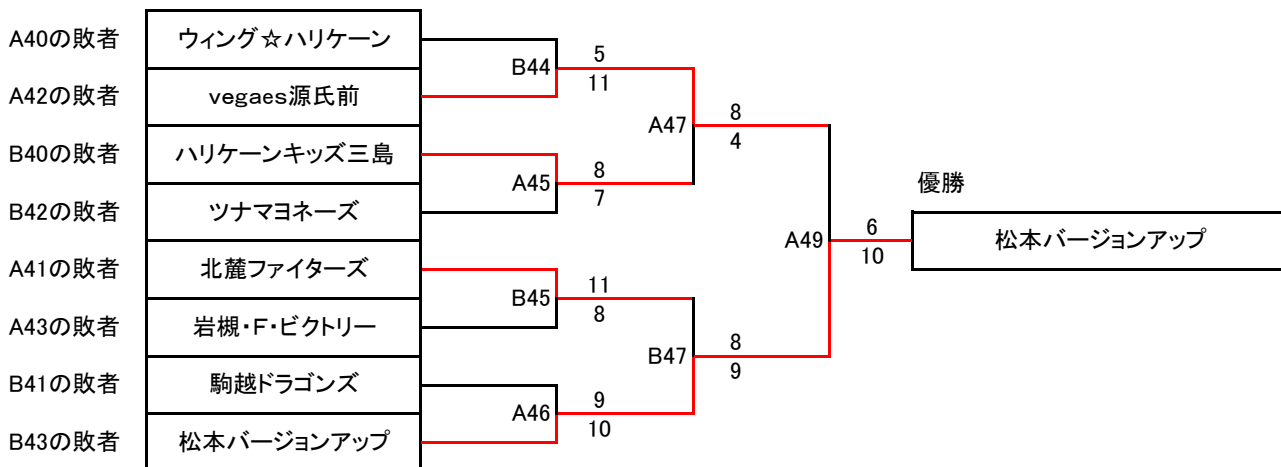 A40の敗者 ウィング☆ハリケーン
B44 5
11
A42の敗者 vegaes源氏前
A47 8
4
B40の敗者 ハリケーンキッズ三島
A45 8
7
優勝
B42の敗者 ツナマヨネーズ
A49 6
10
松本バージョンアップ
A41の敗者 北麓ファイターズ
B45 11
8
A43の敗者 岩槻・F・ビクトリー
B47 8
9
B41の敗者 駒越ドラゴンズ
A46 9
10
B43の敗者 松本バージョンアップ